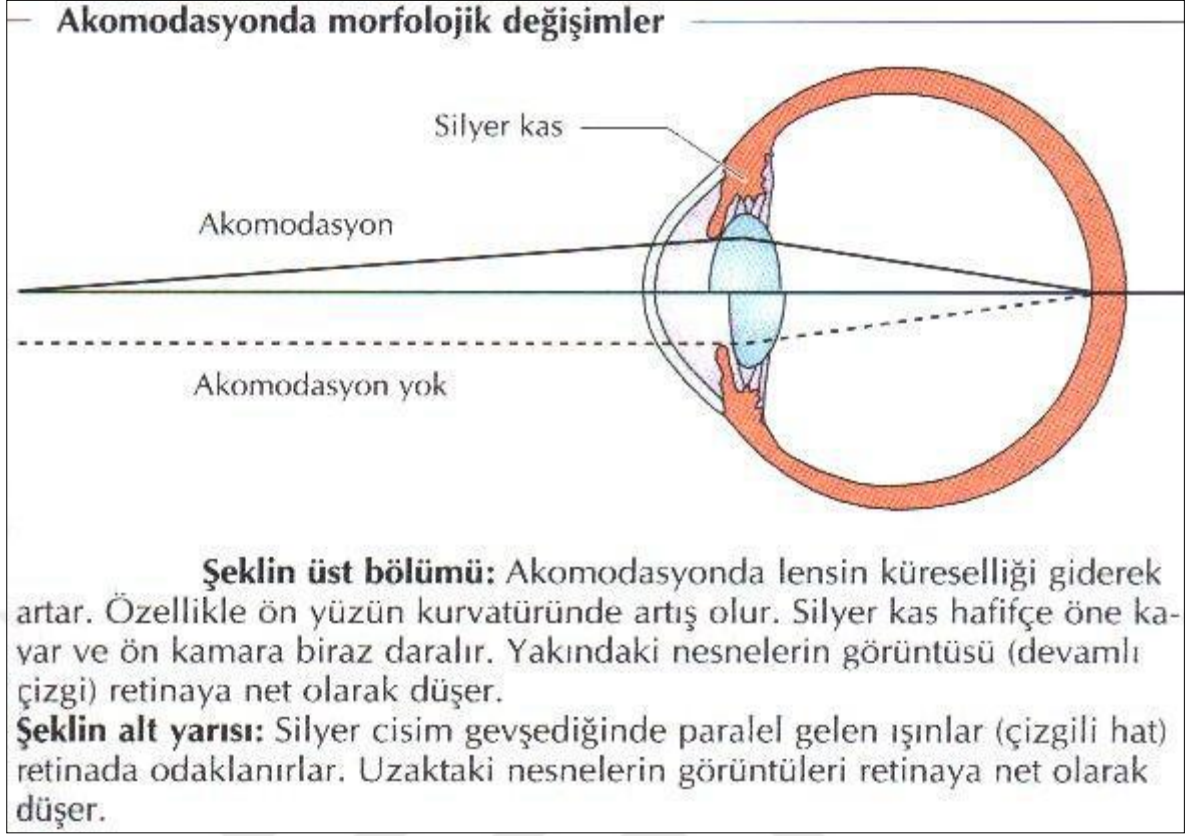 Akomodasyonda morfolojik değişimler
Silyer kas
Akomodasyon
Akomodasyon yok
Şeklin üst bölümü: Akomodasyonda lensin küreselliği giderek
artar. Özellikle ön yüzün kurvatüründe artış olur. Silyer kas hafifçe öne ka-
yar ve ön kamara biraz daralır. Yakındaki nesnelerin görüntüsü (devamlı
çizgi) retinaya net olarak düşer.
Şeklin alt yarısı: Silyer cisim gevşediğinde paralel gelen ışınlar (çizgili hat)
retinada odaklanırlar. Uzaktaki nesnelerin görüntüleri retinaya net olarak
düşer.